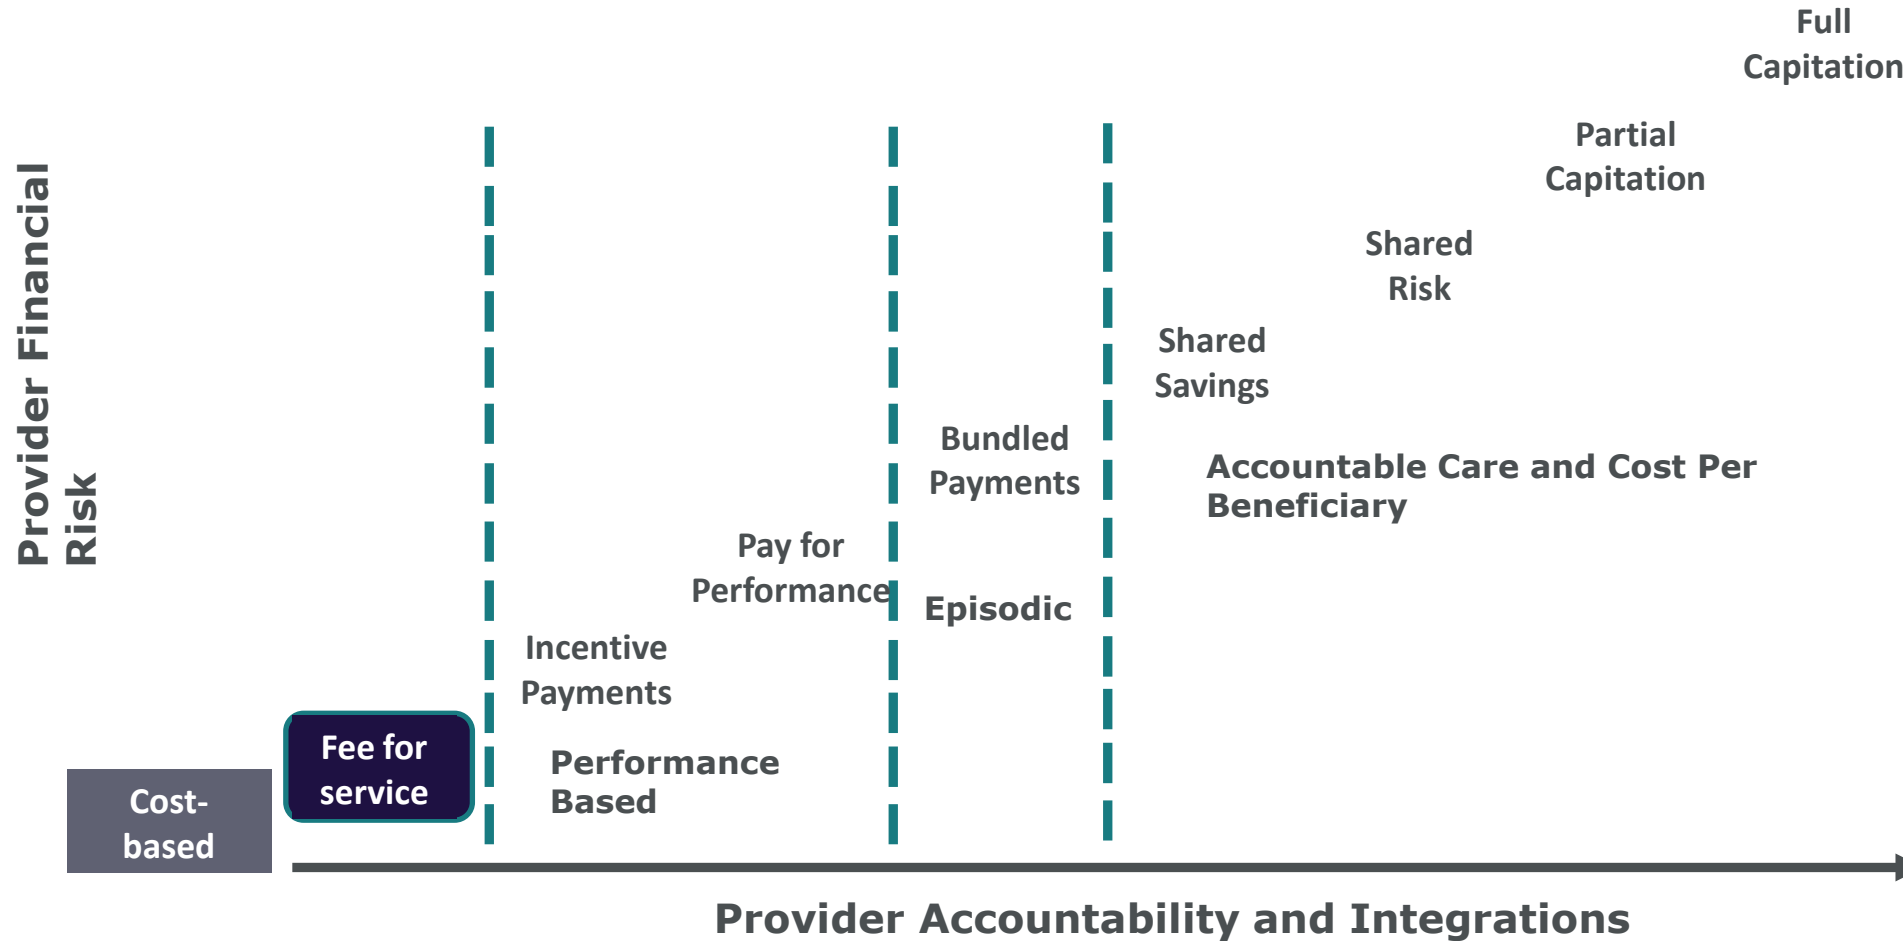 Full
Capitation
Partial
Capitation
Shared
Risk
Shared
Savings
Bundled
Payments
Accountable Care and Cost Per
Beneficiary
Pay for
Performance
Episodic
Incentive
Payments
Fee for
service
Performance
Based
Cost-
based
Provider Financial
Risk
Provider Accountability and Integrations